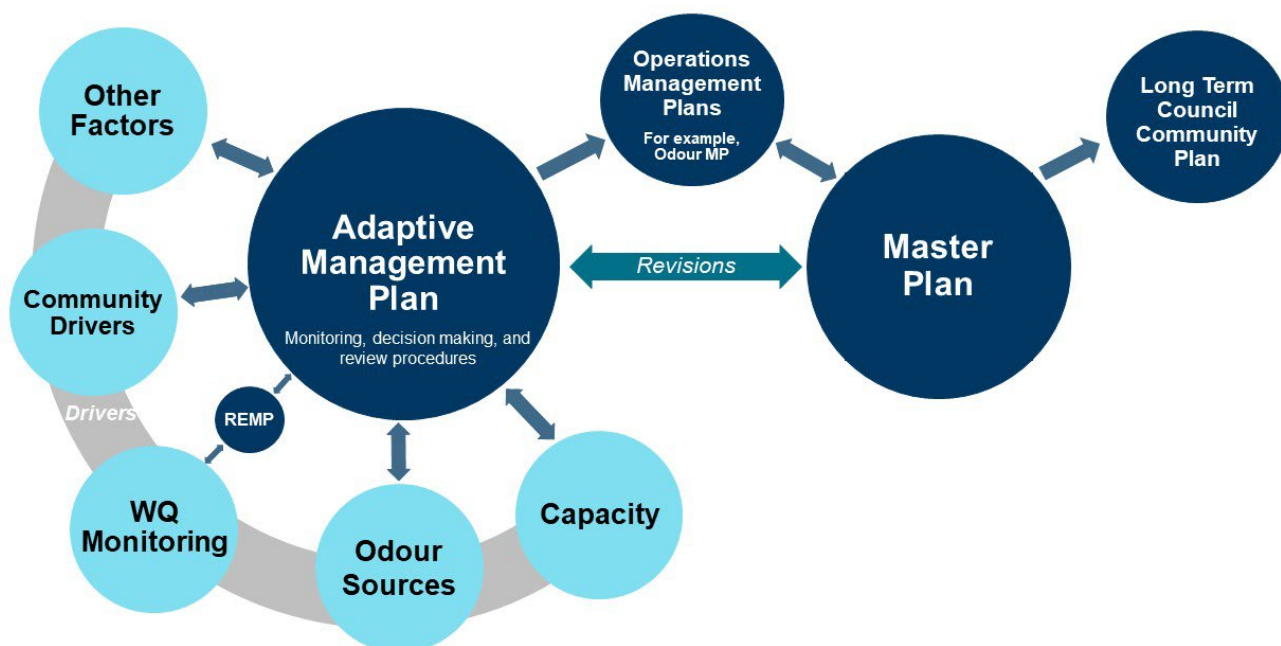 Other
Factors
Community
Drivers
Drivers
WQ
Monitoring
REMP
Odour
Sources
Capacity
Adaptive
Management
Plan
Monitoring, decision making, and
review procedures
Operations
Management
Plans
For example,
Odour MP
Revisions
Master
Plan
Long Term
Council
Community
Plan